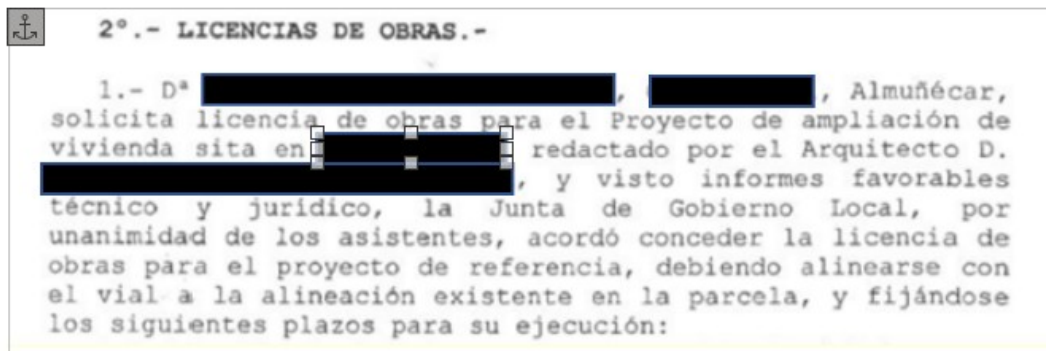 2º.- LICENCIAS DE OBRAS.-
1.- Dª , , Almuñécar,
solicita licencia de obras para el Proyecto de ampliación de
vivienda sita en redactado por el Arquitecto D.
, y visto informes favorables
técnico y jurídico, la Junta de Gobierno Local, por
unanimidad de los asistentes, acordó conceder la licencia de
obras para el proyecto de referencia, debiendo alinearse con
el vial a la alineación existente en la parcela, y fijándose
los siguientes plazos para su ejecución: